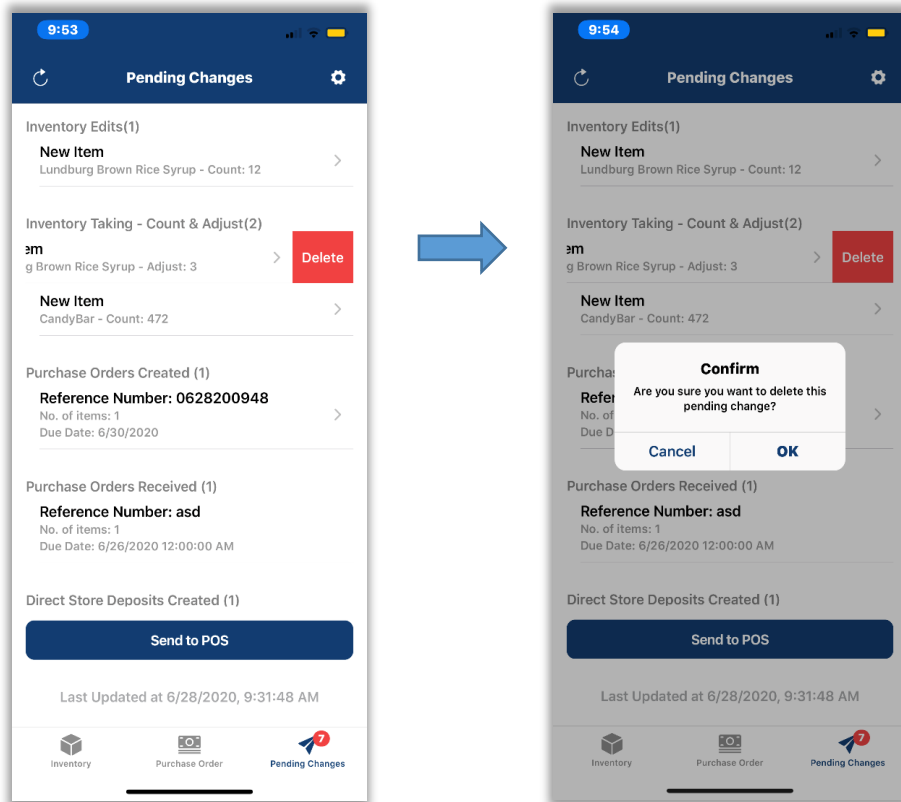 9:53
Pending Changes
Inventory Edits(1)
New Item
Lundburg Brown Rice Syrup - Count: 12
Inventory Taking - Count & Adjust(2)
em
g Brown Rice Syrup - Adjust: 3
Delete
New Item
CandyBar - Count: 472
Purchase Orders Created (1)
Reference Number: 0628200948
No. of items: 1
Due Date: 6/30/2020
Purchase Orders Received (1)
Reference Number: asd
No. of items: 1
Due Date: 6/26/2020 12:00:00 AM
Direct Store Deposits Created (1)
Send to POS
Last Updated at 6/28/2020, 9:31:48 AM
7
Inventory
Purchase Order
Pending Changes
9:54
Pending Changes
Inventory Edits(1)
New Item
Lundburg Brown Rice Syrup - Count: 12
Inventory Taking - Count & Adjust(2)
em
g Brown Rice Syrup - Adjust: 3
Delete
New Item
CandyBar - Count: 472
Purcha
Refer
No. of
Due D
Confirm
Are you sure you want to delete this
pending change?
Cancel
OK
Purchase Orders Received (1)
Reference Number: asd
No. of items: 1
Due Date: 6/26/2020 12:00:00 AM
Direct Store Deposits Created (1)
Send to POS
Last Updated at 6/28/2020, 9:31:48 AM
7
Inventory
Purchase Order
Pending Changes